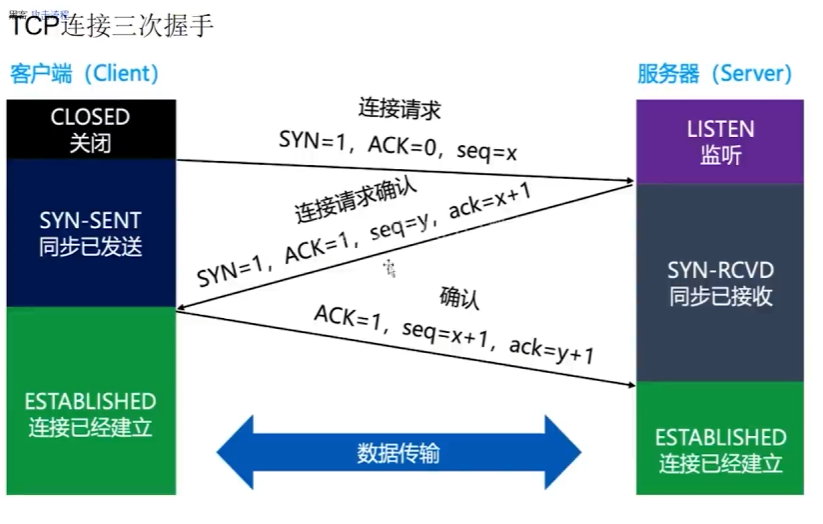 TCP连接三次握手
客户端（Client）
服务器（Server）
CLOSED
关闭
连接请求
SYN=1，ACK=0，seq=x
LISTEN
监听
SYN-SENT
同步已发送
连接请求确认
SYN=1，ACK=1，seq=y，ack=x+1
SYN-RCVD
同步已接收
确认
ACK=1，seq=x+1，ack=y+1
ESTABLISHED
连接已经建立
数据传输
ESTABLISHED
连接已经建立